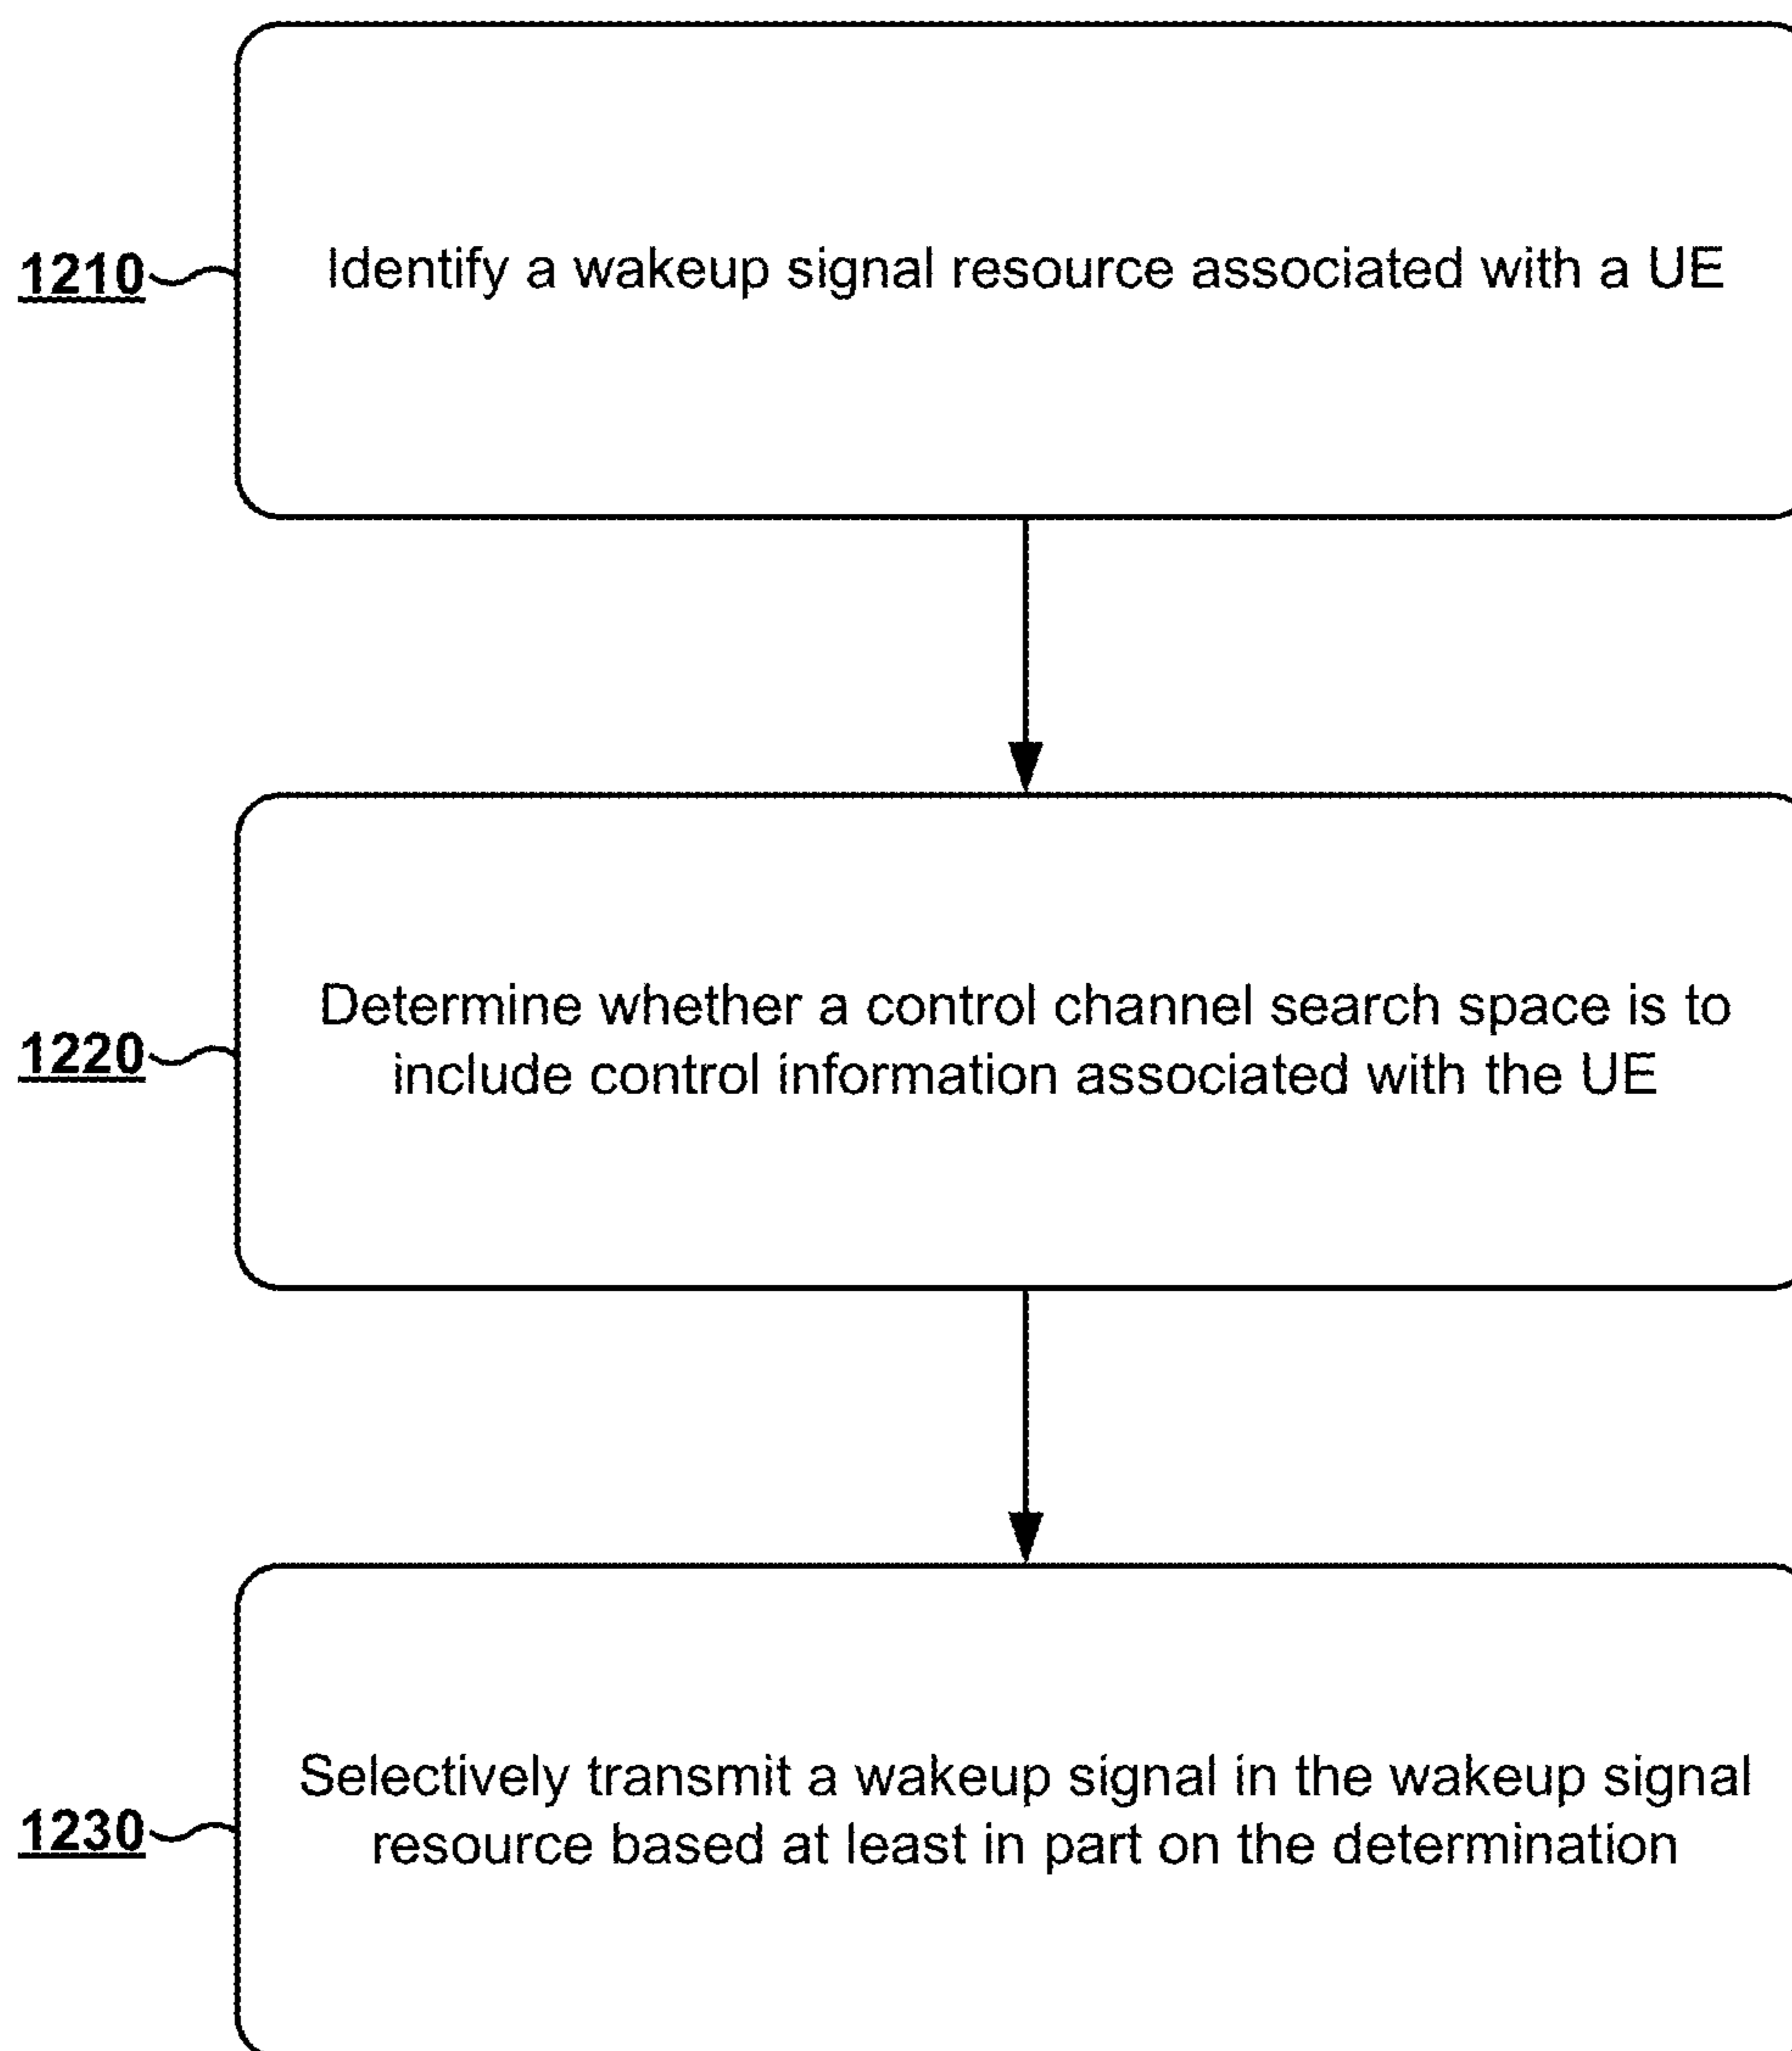 1210
Identify a wakeup signal resource associated with a UE
1220
Determine whether a control channel search space is to
include control information associated with the UE
1230
Selectively transmit a wakeup signal in the wakeup signal
resource based at least in part on the determination